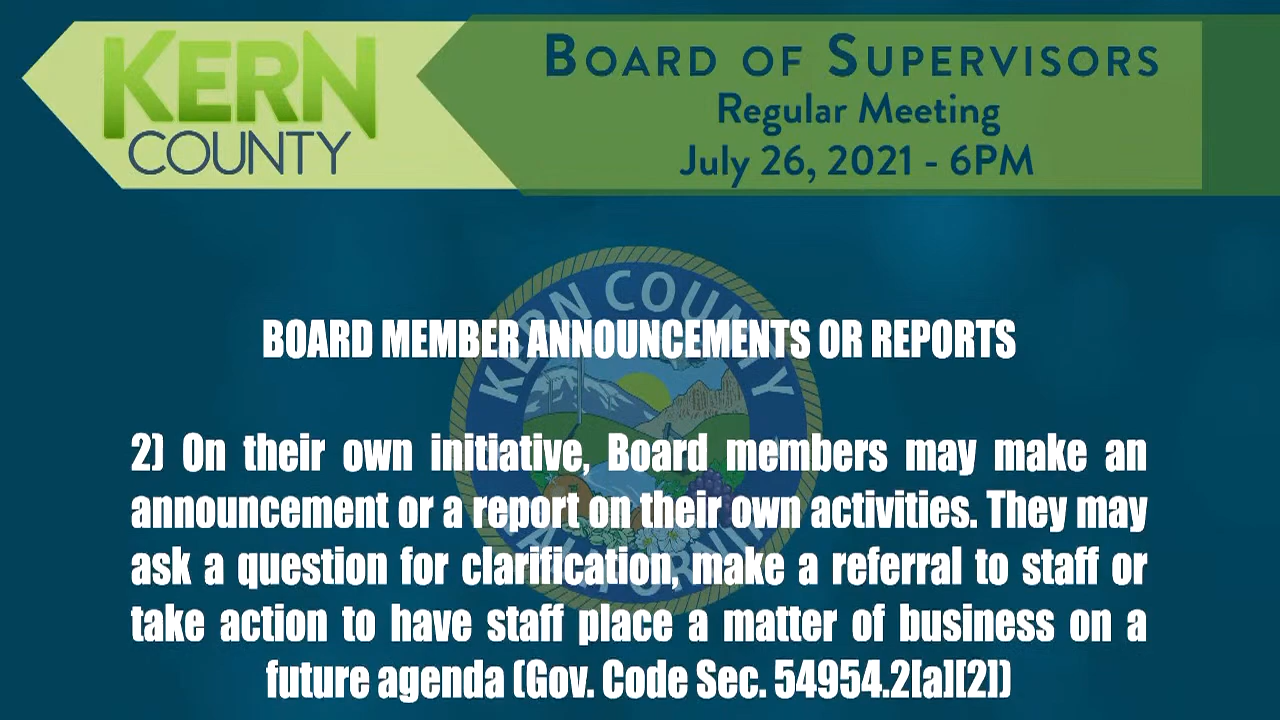 KERN
COUNTY
BOARD OF SUPERVISORS
Regular Meeting
July 26, 2021 - 6PM
KERN COUNTY
BOARD MEMBER ANNOUNCEMENTS OR REPORTS
2) On their own initiative, Board members may make an
announcement or a report on their own activities. They may
ask a question for clarification, make a referral to staff or
take action to have staff place a matter of business on a
future agenda (Gov. Code Sec. 54954.2[a][2])
CALIFORNIA